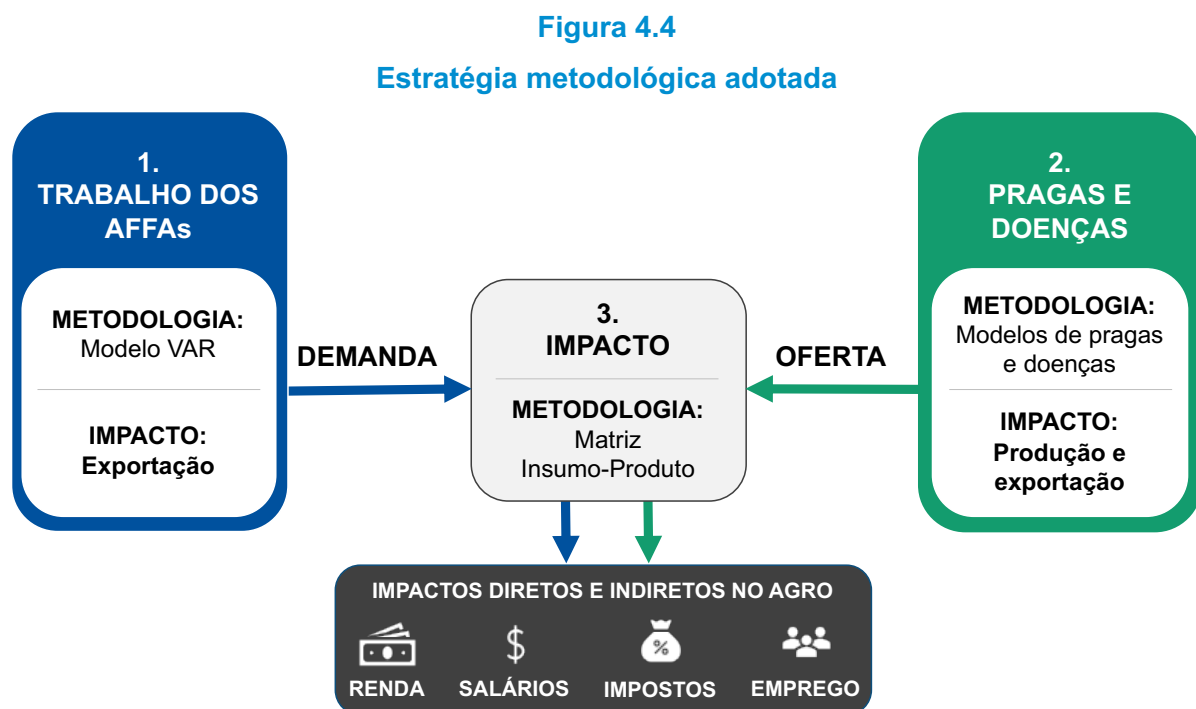 Figura 4.4
Estratégia metodológica adotada
1.
TRABALHO DOS
AFFAs
METODOLOGIA:
Modelo VAR
IMPACTO:
Exportação
DEMANDA
3.
IMPACTO
METODOLOGIA:
Matriz
Insumo-Produto
OFERTA
2.
PRAGAS E
DOENÇAS
METODOLOGIA:
Modelos de pragas
e doenças
IMPACTO:
Produção e
exportação
IMPACTOS DIRETOS E INDIRETOS NO AGRO
$
%
RENDA SALÁRIOS IMPOSTOS EMPREGO